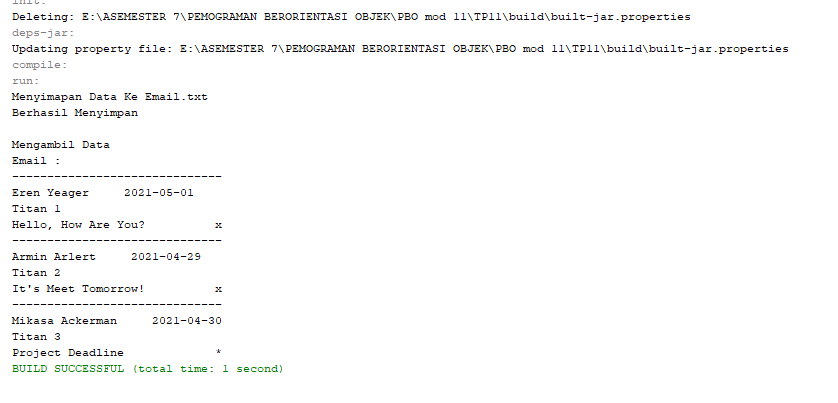 init:
Deleting: E:\ASEMESTER 7\PEMOGRAMAN BERORIENTASI OBJEK\PBO mod 11\TP11\build\built-jar.properties
deps-jar:
Updating property file: E:\ASEMESTER 7\PEMOGRAMAN BERORIENTASI OBJEK\PBO mod 11\TP11\build\built-jar.properties
compile:
run:
Menyimapan Data Ke Email.txt
Berhasil Menyimpan

Mengambil Data
Email :
------------------------------
Eren Yeager     2021-05-01
Titan 1
Hello, How Are You?          x
------------------------------
Armin Arlert     2021-04-29
Titan 2
It's Meet Tomorrow!          x
------------------------------
Mikasa Ackerman     2021-04-30
Titan 3
Project Deadline             *
BUILD SUCCESSFUL (total time: 1 second)